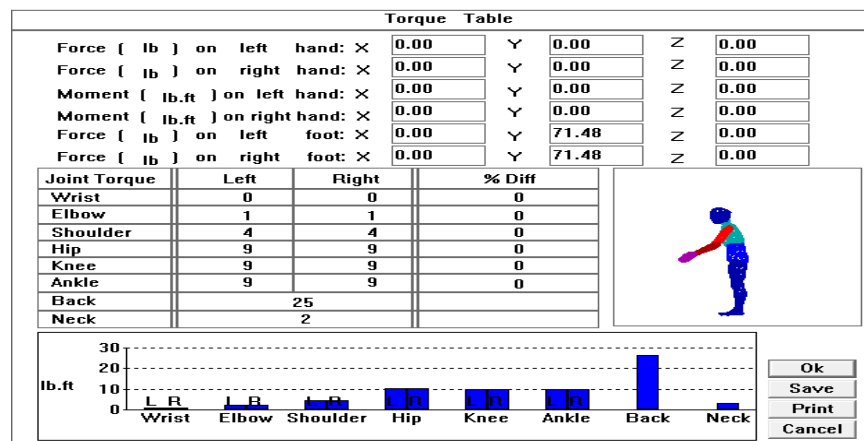 Torque Table
Force ( lb ) on left hand: X 0.00 Y 0.00 Z 0.00
Force ( lb ) on right hand: X 0.00 Y 0.00 Z 0.00
Moment ( lb.ft ) on left hand: X 0.00 Y 0.00 Z 0.00
Moment ( lb.ft ) on right hand: X 0.00 Y 0.00 Z 0.00
Force ( lb ) on left foot: X 0.00 Y 71.48 Z 0.00
Force ( lb ) on right foot: X 0.00 Y 71.48 Z 0.00
Joint Torque Left Right % Diff
Wrist 0 0 0
Elbow 1 1 0
Shoulder 4 4 0
Hip 9 9 0
Knee 9 9 0
Ankle 9 9 0
Back 25
Neck 2
30
20
10
0
lb.ft
L R L R L R L R L R L R
Wrist Elbow Shoulder Hip Knee Ankle Back Neck
Ok
Save
Print
Cancel